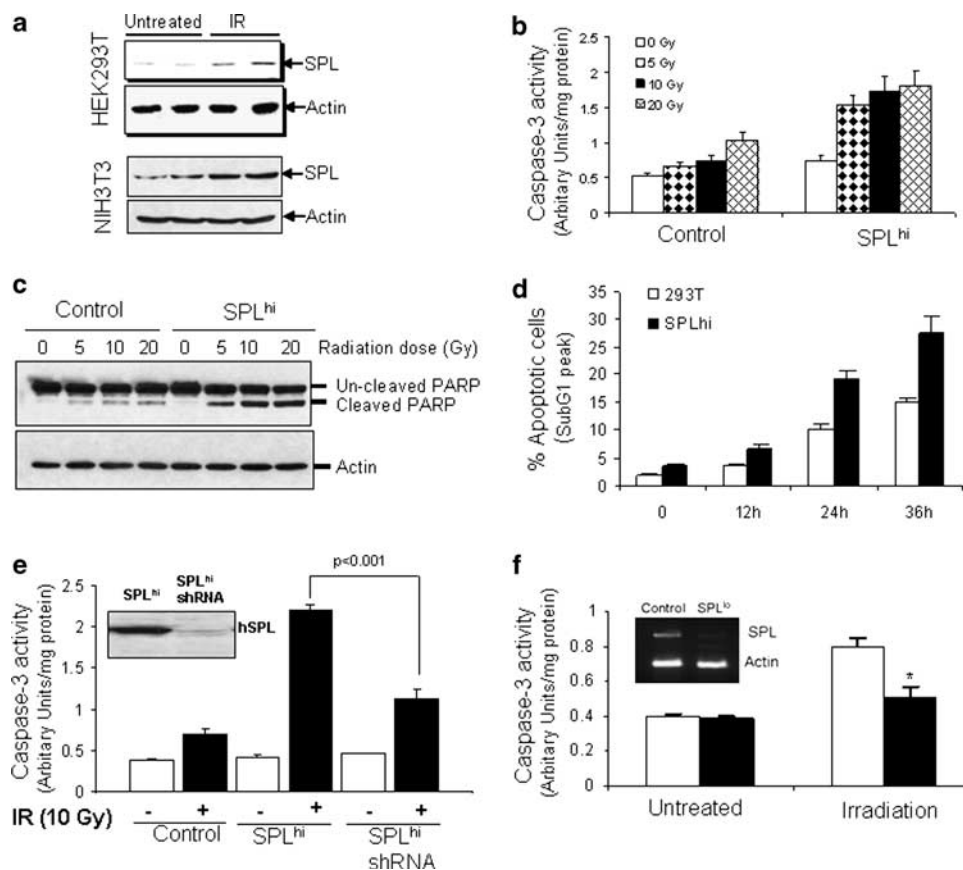 a
Untreated IR
HEK293T
SPL
Actin
NIH3T3
SPL
Actin
b
Caspase-3 activity
(Arbitary Units/mg protein)
2.5
2
1.5
1
0.5
0
0 Gy
5 Gy
10 Gy
20 Gy
Control SPLhi
c
Control SPLhi
0 5 10 20 0 5 10 20 Radiation dose (Gy)
Un-cleaved PARP
Cleaved PARP
Actin
d
% Apoptotic cells
(SubG1 peak)
35
30
25
20
15
10
5
0
293T
SPLhi
0 12h 24h 36h
e
Caspase-3 activity
(Arbitary Units/mg protein)
2.5
2
1.5
1
0.5
0
p<0.001
SPLhi SPLhi
shRNA
hSPL
IR (10 Gy) - + - + - +
Control SPLhi SPLhi
shRNA
f
Caspase-3 activity
(Arbitary Units/mg protein)
1
0.8
0.6
0.4
0.2
0
Control SPLlo
SPL
Actin
*
Untreated Irradiation